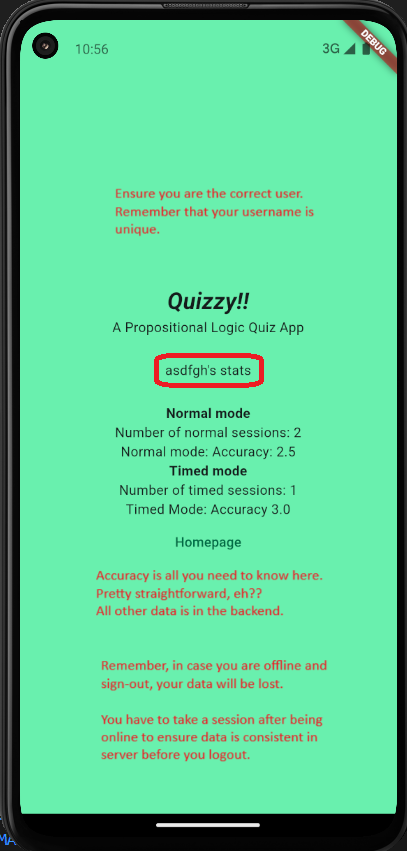 10:56
3G
DEBUG
Ensure you are the correct user.
Remember that your username is
unique.
Quizzy!!
A Propositional Logic Quiz App
asdfgh's stats
Normal mode
Number of normal sessions: 2
Normal mode: Accuracy: 2.5
Timed mode
Number of timed sessions: 1
Timed Mode: Accuracy 3.0
Homepage
Accuracy is all you need to know here.
Pretty straightforward, eh??
All other data is in the backend.
Remember, in case you are offline and
sign-out, your data will be lost.
You have to take a session after being
online to ensure data is consistent in
server before you logout.